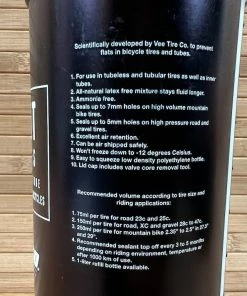 Scientifically developed by Vee Tire Co. to prevent
flats in bicycle tires and tubes.
1. For use in tubeless and tubular tires as well as inner
tubes.
2. All-natural latex free mixture stays fluid longer.
3. Ammonia free.
4. Seals up to 7mm holes on high volume mountain
bike tires.
5. Seals up to 5mm holes on high pressure road and
gravel tires.
6. Excellent air retention.
7. Can be air shipped safely.
8. Won't freeze down to -12 degrees Celsius.
9. Easy to squeeze low density polyethylene bottle.
10. Lid cap includes valve core removal tool.
Recommended volume according to tire size and
riding applications:
1. 75ml per tire for road 23c and 25c.
2. 150ml per tire for road, XC and gravel 28c to 47c.
3. 250ml per tire for mountain bike 2.30" to 2.5" in 27.5"
and 29".
4. Recommended sealant top off every 3 to 5 months
depending on riding environment, temperature or
after 1000 km of use.
5. 1-liter refill bottle available.
CYCLES